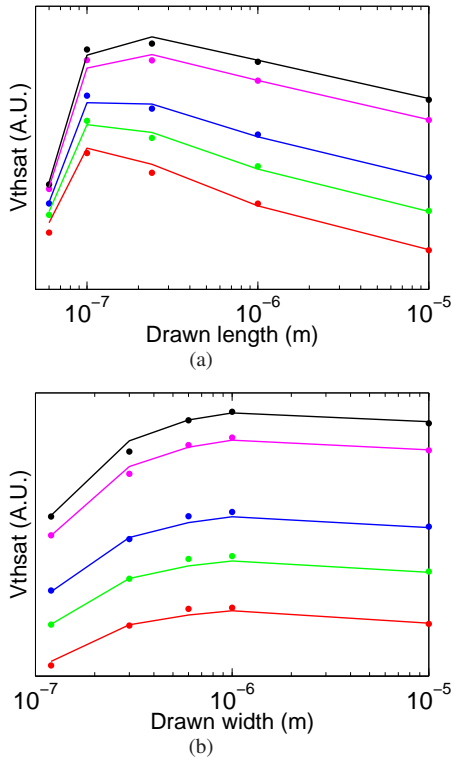 Vthsat (A.U.)
10^-7 10^-6 10^-5
Drawn length (m)
(a)
Vthsat (A.U.)
10^-7 10^-6 10^-5
Drawn width (m)
(b)